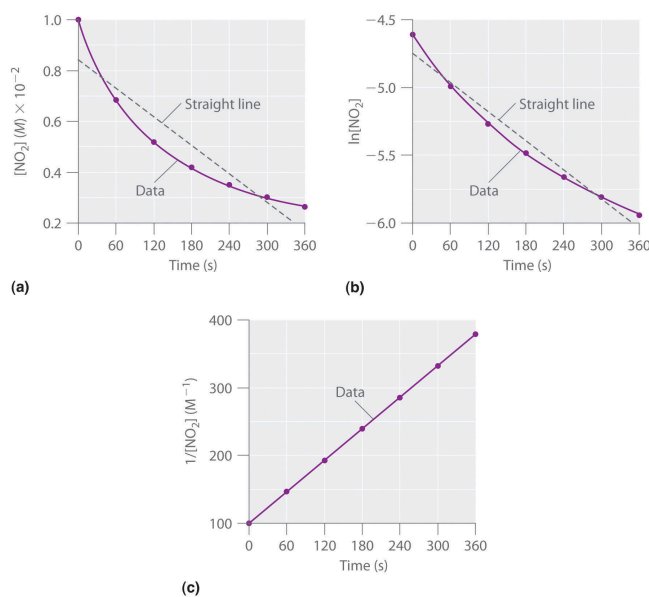 1.0
0.8
0.6
0.4
0.2
[NO₂] (M) × 10⁻²
Straight line
Data
0 60 120 180 240 300 360
Time (s)
(a)
−4.5
−5.0
−5.5
−6.0
ln[NO₂]
Straight line
Data
0 60 120 180 240 300 360
Time (s)
(b)
400
300
200
100
1/[NO₂] (M⁻¹)
Data
0 60 120 180 240 300 360
Time (s)
(c)